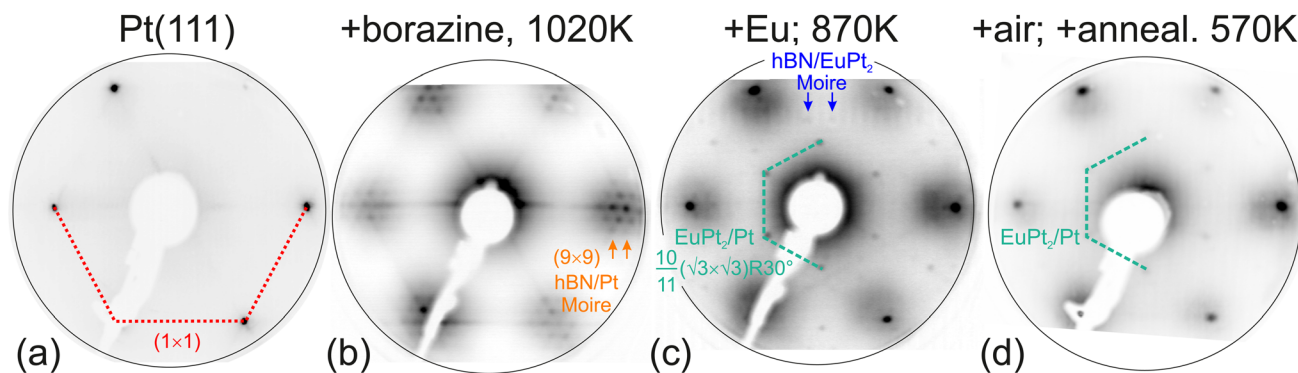 Pt(111)
+borazine, 1020K
+Eu; 870K
+air; +anneal. 570K
hBN/EuPt₂
Moire
(9×9)
hBN/Pt
Moire
EuPt₂/Pt
10/11(√3×√3)R30°
EuPt₂/Pt
(1×1)
(a)
(b)
(c)
(d)